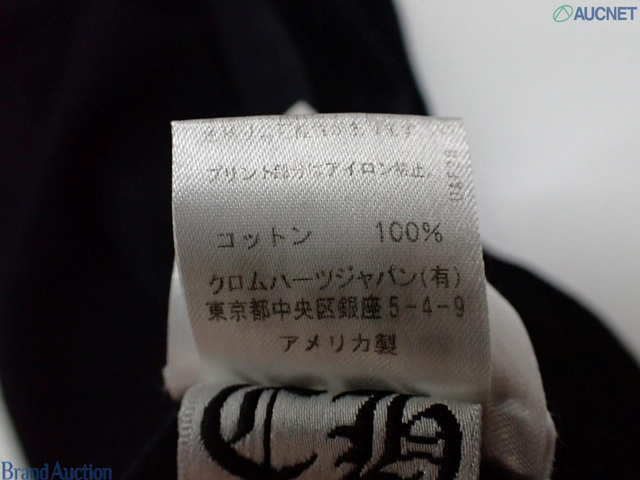 AUCNET
プリント部分はアイロン禁止。
コットン 100%
クロムハーツジャパン(有)
東京都中央区銀座5-4-9
アメリカ製
CH
Brand Auction